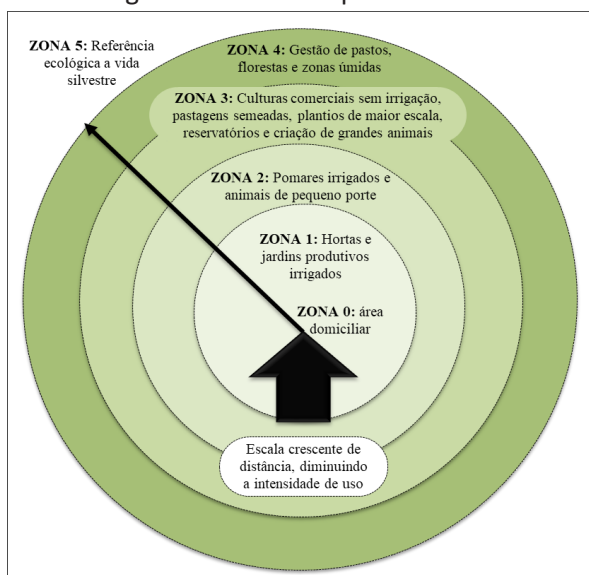 ZONA 5: Referência
ecológica a vida
silvestre
ZONA 4: Gestão de pastos,
florestas e zonas úmidas
ZONA 3: Culturas comerciais sem irrigação,
pastagens semeadas, plantios de maior escala,
reservatórios e criação de grandes animais
ZONA 2: Pomares irrigados e
animais de pequeno porte
ZONA 1: Hortas e
jardins produtivos
irrigados
ZONA 0: área
domiciliar
Escala crescente de
distância, diminuindo
a intensidade de uso